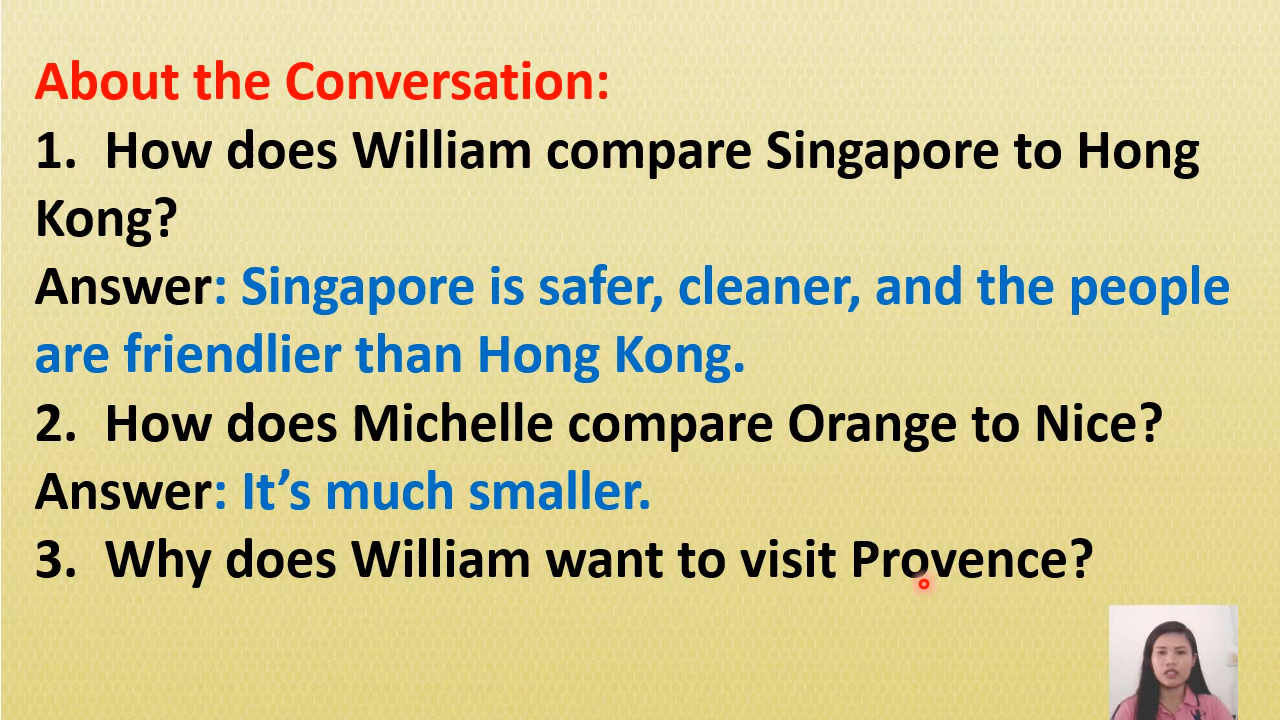 About the Conversation:
1.  How does William compare Singapore to Hong
Kong?
Answer: Singapore is safer, cleaner, and the people
are friendlier than Hong Kong.
2.  How does Michelle compare Orange to Nice?
Answer: It’s much smaller.
3.  Why does William want to visit Provence?